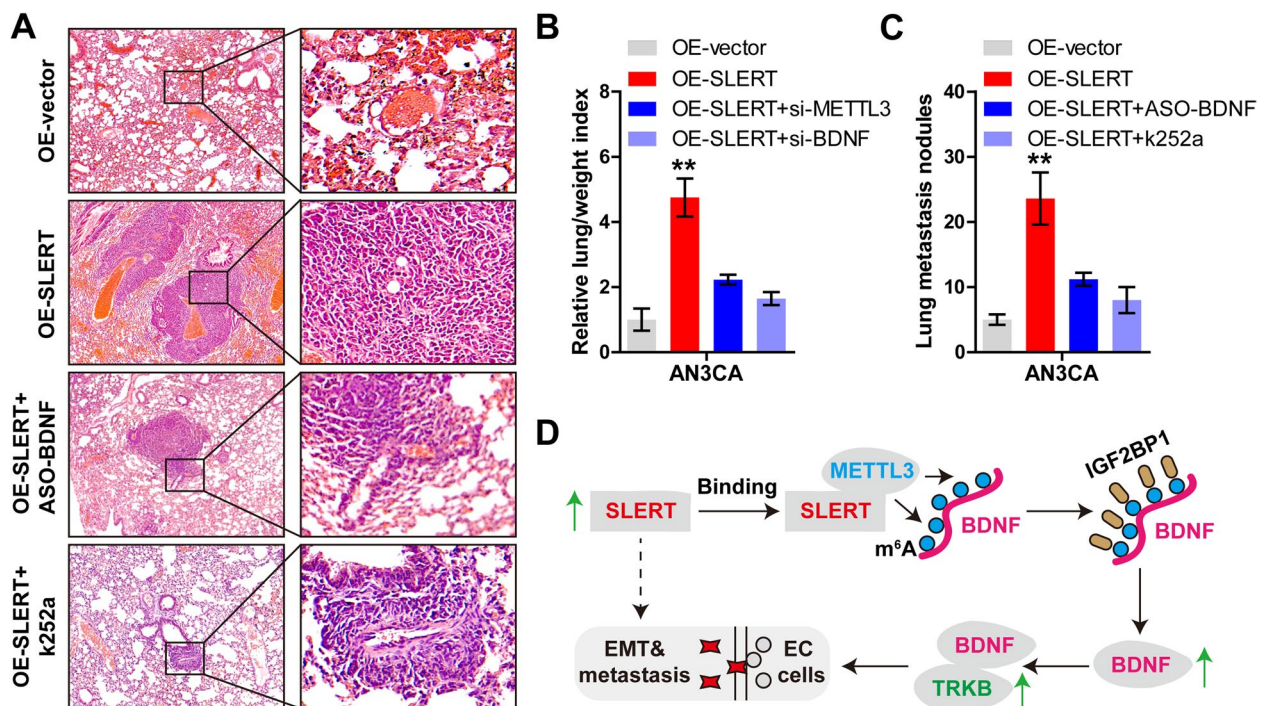 A
OE-vector
OE-SLERT
OE-SLERT+
ASO-BDNF
OE-SLERT+
k252a
B
OE-vector
OE-SLERT
OE-SLERT+si-METTL3
OE-SLERT+si-BDNF
Relative lung/weight index
8
6
4
2
0
**
AN3CA
C
OE-vector
OE-SLERT
OE-SLERT+ASO-BDNF
OE-SLERT+k252a
Lung metastasis nodules
40
30
20
10
0
**
AN3CA
D
SLERT
Binding
METTL3
SLERT
BDNF
m⁶A
IGF2BP1
BDNF
BDNF
BDNF
TRKB
EMT&
metastasis
EC
cells